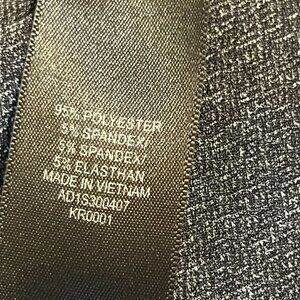 95% POLYESTER
5% SPANDEX/
5% SPANDEX/
5% ELASTHAN
MADE IN VIETNAM
AD1S300407
KR0001